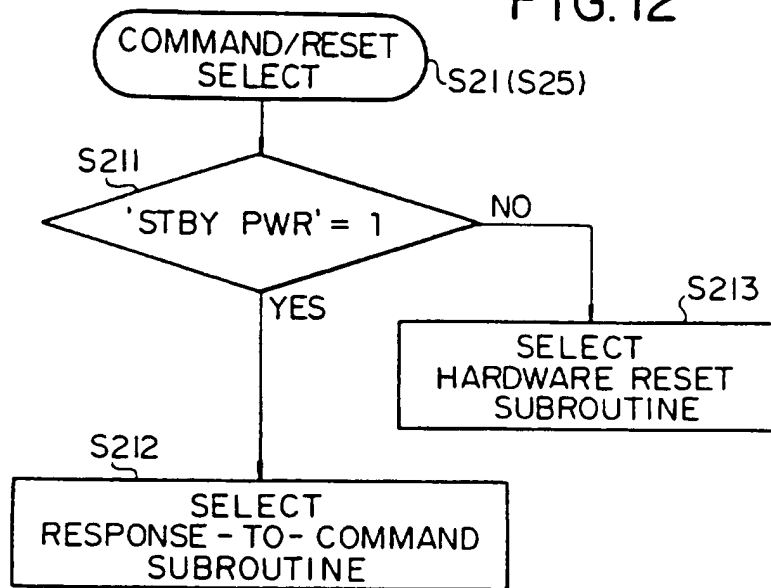 FIG. 12
COMMAND/RESET
SELECT
S21(S25)
S211
'STBY PWR' = 1
NO
YES
S213
SELECT
HARDWARE RESET
SUBROUTINE
S212
SELECT
RESPONSE-TO-COMMAND
SUBROUTINE